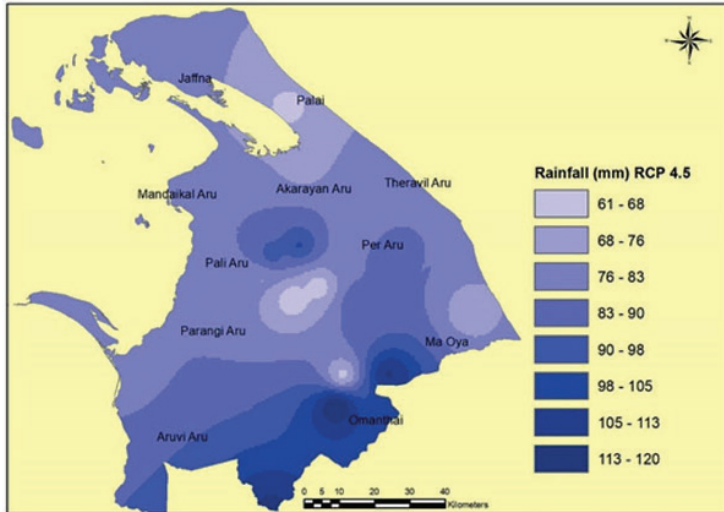 Jaffna
Palai
Mandaikal Aru
Akarayan Aru
Theravil Aru
Pali Aru
Per Aru
Parangi Aru
Ma Oya
Aruvi Aru
Omanthai
Rainfall (mm) RCP 4.5
61 - 68
68 - 76
76 - 83
83 - 90
90 - 98
98 - 105
105 - 113
113 - 120
0 5 10 20 30 40
Kilometers